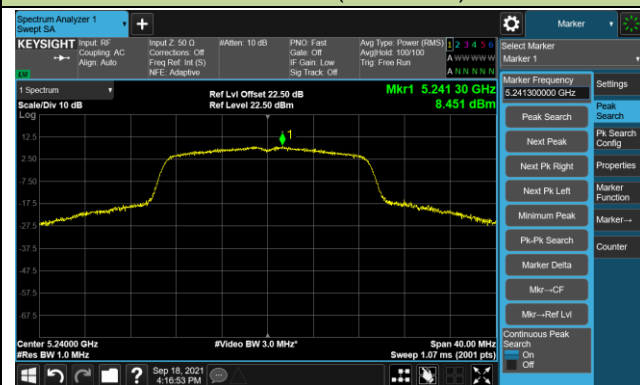 Spectrum Analyzer 1
Swept SA
+
Marker
KEYSIGHT
Input: RF
Coupling: AC
Align: Auto
Input Z: 50 Ω
Corrections: Off
Freq Ref: Int (S)
NFE: Adaptive
#Atten: 10 dB
PNO: Fast
Gate: Off
IF Gain: Low
Sig Track: Off
Avg Type: Power (RMS)
Avg|Hold: 100/100
Trig: Free Run
1 2 3 4 5 6
A W W W W W
A N N N N N
Select Marker
Marker 1
1 Spectrum
Scale/Div 10 dB
Ref Lvl Offset 22.50 dB
Ref Level 22.50 dBm
Mkr1 5.241 30 GHz
8.451 dBm
Log
12.5
2.50
-7.50
-17.5
-27.5
-37.5
-47.5
-57.5
-67.5
1
Center 5.24000 GHz
#Res BW 1.0 MHz
#Video BW 3.0 MHz*
Span 40.00 MHz
Sweep 1.07 ms (2001 pts)
Marker Frequency
5.241300000 GHz
Peak Search
Next Peak
Next Pk Right
Next Pk Left
Minimum Peak
Pk-Pk Search
Marker Delta
Mkr→CF
Mkr→Ref Lvl
Continuous Peak
Search
On
Off
Settings
Peak
Search
Pk Search
Config
Properties
Marker
Function
Marker→
Counter
?
Sep 18, 2021
4:16:53 PM